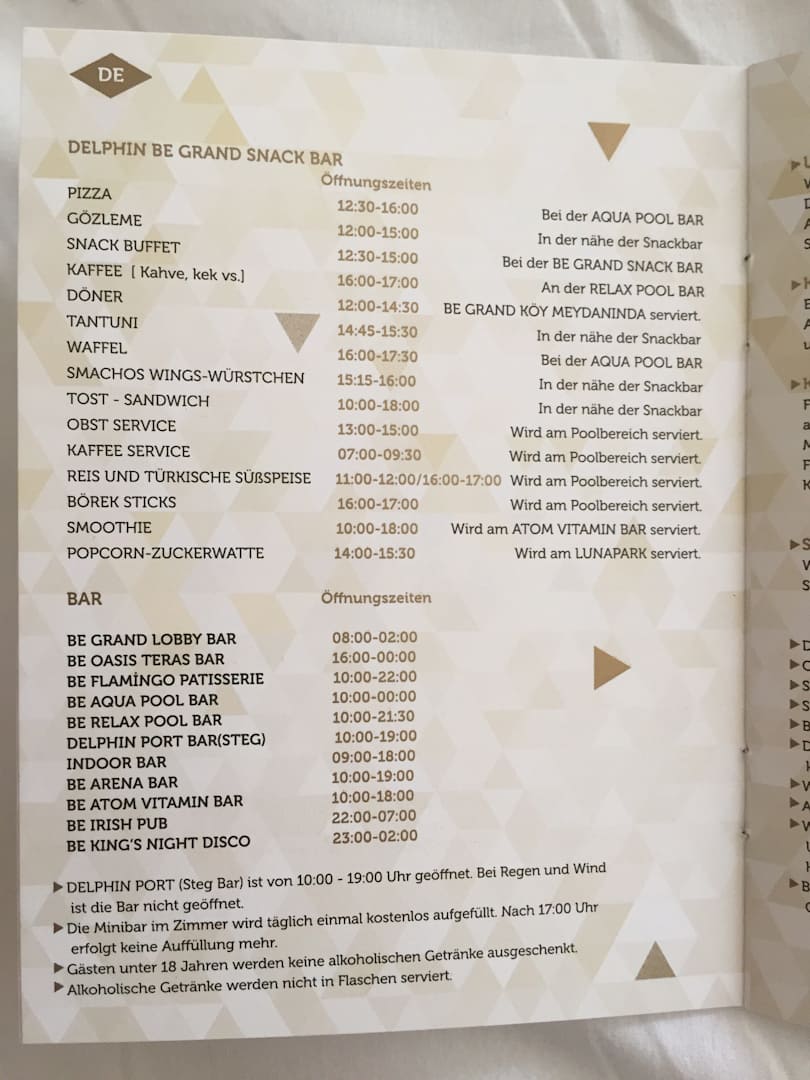 DE
DELPHIN BE GRAND SNACK BAR
Öffnungszeiten
PIZZA 12:30-16:00 Bei der AQUA POOL BAR
GÖZLEME 12:00-15:00 In der nähe der Snackbar
SNACK BUFFET 12:30-15:00 Bei der BE GRAND SNACK BAR
KAFFEE [ Kahve, kek vs.] 16:00-17:00 An der RELAX POOL BAR
DÖNER 12:00-14:30 BE GRAND KÖY MEYDANINDA serviert.
TANTUNI 14:45-15:30 In der nähe der Snackbar
WAFFEL 16:00-17:30 Bei der AQUA POOL BAR
SMACHOS WINGS-WÜRSTCHEN 15:15-16:00 In der nähe der Snackbar
TOST - SANDWICH 10:00-18:00 In der nähe der Snackbar
OBST SERVICE 13:00-15:00 Wird am Poolbereich serviert.
KAFFEE SERVICE 07:00-09:30 Wird am Poolbereich serviert.
REIS UND TÜRKISCHE SÜßSPEISE 11:00-12:00/16:00-17:00 Wird am Poolbereich serviert.
BÖREK STICKS 16:00-17:00 Wird am Poolbereich serviert.
SMOOTHIE 10:00-18:00 Wird am ATOM VITAMIN BAR serviert.
POPCORN-ZUCKERWATTE 14:00-15:30 Wird am LUNAPARK serviert.
BAR Öffnungszeiten
BE GRAND LOBBY BAR 08:00-02:00
BE OASIS TERAS BAR 16:00-00:00
BE FLAMİNGO PATISSERIE 10:00-22:00
BE AQUA POOL BAR 10:00-00:00
BE RELAX POOL BAR 10:00-21:30
DELPHIN PORT BAR(STEG) 10:00-19:00
INDOOR BAR 09:00-18:00
BE ARENA BAR 10:00-19:00
BE ATOM VITAMIN BAR 10:00-18:00
BE IRISH PUB 22:00-07:00
BE KING'S NIGHT DISCO 23:00-02:00
▶ DELPHIN PORT (Steg Bar) ist von 10:00 - 19:00 Uhr geöffnet. Bei Regen und Wind
ist die Bar nicht geöffnet.
▶ Die Minibar im Zimmer wird täglich einmal kostenlos aufgefüllt. Nach 17:00 Uhr
erfolgt keine Auffüllung mehr.
▶ Gästen unter 18 Jahren werden keine alkoholischen Getränke ausgeschenkt.
▶ Alkoholische Getränke werden nicht in Flaschen serviert.